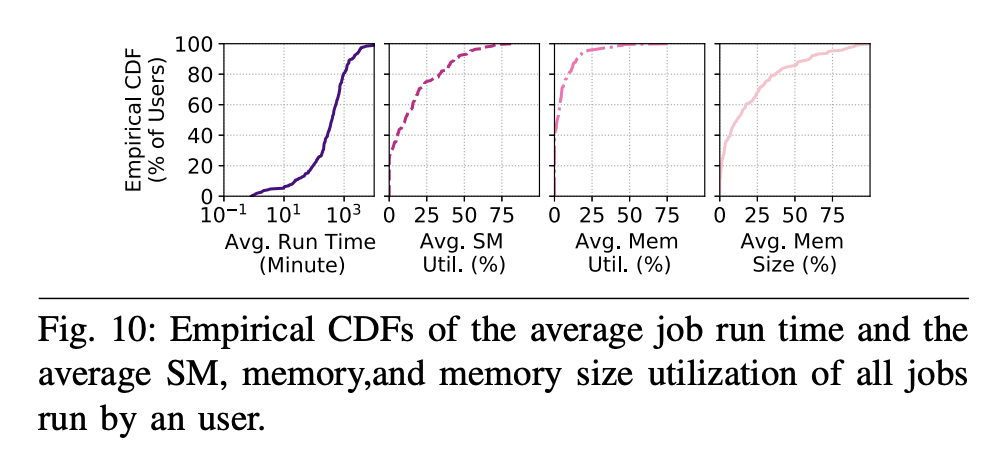 Empirical CDF
(% of Users)
100
80
60
40
20
0
10⁻¹ 10¹ 10³
Avg. Run Time
(Minute)
0 25 50 75
Avg. SM
Util. (%)
0 25 50 75
Avg. Mem
Util. (%)
0 25 50 75
Avg. Mem
Size (%)
Fig. 10: Empirical CDFs of the average job run time and the
average SM, memory,and memory size utilization of all jobs
run by an user.